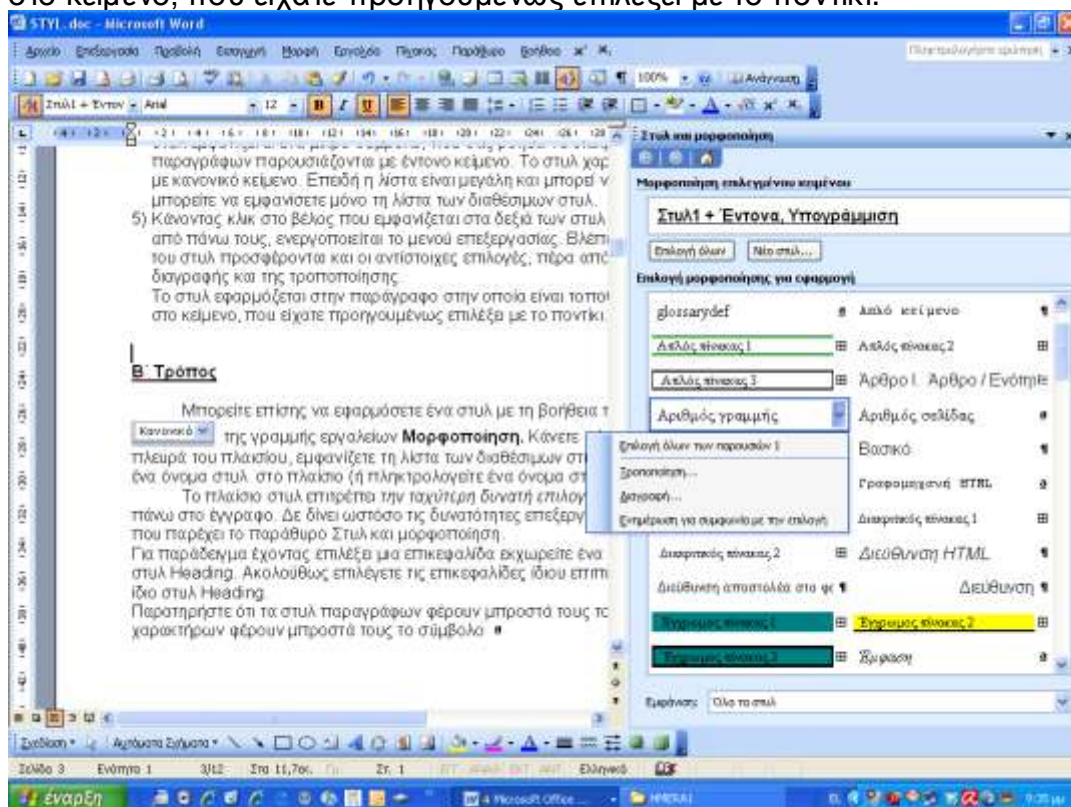 στο κείμενο, που είχατε προηγουμένως επιλέξει με το ποντίκι.
STYL.doc - Microsoft Word
Αρχείο Επεξεργασία Προβολή Εισαγωγή Μορφή Εργαλεία Πίνακας Παράθυρο Βοήθεια
100% Ανάγνωση
Στυλ1 + Έντον Arial 12
Στυλ και μορφοποίηση
παραγράφων παρουσιάζονται με έντονο κείμενο. Το στυλ χαρ
με κανονικό κείμενο. Επειδή η λίστα είναι μεγάλη και μπορεί ν
μπορείτε να εμφανίσετε μόνο τη λίστα των διαθέσιμων στυλ.
5) Κάνοντας κλικ στο βέλος που εμφανίζεται στα δεξιά των στυλ
από πάνω τους, ενεργοποιείται το μενού επεξεργασίας. Βλέπ
του στυλ προσφέρονται και οι αντίστοιχες επιλογές, πέρα από
διαγραφής και της τροποποίησης.
Το στυλ εφαρμόζεται στην παράγραφο στην οποία είναι τοπο
στο κείμενο, που είχατε προηγουμένως επιλέξει με το ποντίκι
Β΄ Τρόπος
Μπορείτε επίσης να εφαρμόσετε ένα στυλ με τη βοήθεια τ
Κανονικό της γραμμής εργαλείων Μορφοποίηση. Κάνετε
πλευρά του πλαισίου, εμφανίζετε τη λίστα των διαθέσιμων στ
ένα όνομα στυλ στο πλαίσιο (ή πληκτρολογείτε ένα όνομα στ
Το πλαίσιο στυλ επιτρέπει την ταχύτερη δυνατή επιλογ
πάνω στο έγγραφο. Δε δίνει ωστόσο τις δυνατότητες επεξεργ
που παρέχει το παράθυρο Στυλ και μορφοποίηση.
Για παράδειγμα έχοντας επιλέξει μια επικεφαλίδα εκχωρείτε ένα
στυλ Heading. Ακολούθως επιλέγετε τις επικεφαλίδες ίδιου επιπ
ίδιο στυλ Heading.
Παρατηρήστε ότι τα στυλ παραγράφων φέρουν μπροστά τους το
χαρακτήρων φέρουν μπροστά τους το σύμβολο a
Μορφοποίηση επιλεγμένου κειμένου
Στυλ1 + Έντονα, Υπογράμμιση
Επιλογή όλων Νέο στυλ...
Επιλογή μορφοποίησης για εφαρμογή
glossarydef a Απλό κείμενο ¶
Απλός πίνακας 1 Απλός πίνακας 2
Απλός πίνακας 3 Άρθρο Ι. Άρθρο / Ενότητα
Αριθμός γραμμής Αριθμός σελίδας a
Επιλογή όλων των παρουσιών 1
Τροποποίηση...
Διαγραφή...
Ενημέρωση για συμφωνία με την επιλογή
Βασικό ¶
Γραφομηχανή HTML a
Διακριτικός πίνακας 1
Διακριτικός πίνακας 2 Διεύθυνση HTML ¶
Διεύθυνση αποστολέα στο φ ¶ Διεύθυνση ¶
Έγχρωμος πίνακας 1 Έγχρωμος πίνακας 2
Έγχρωμος πίνακας 3 Έμφαση a
Εμφάνιση: Όλα τα στυλ
Σχεδίαση Αυτόματα Σχήματα
Σελίδα 3 Ενότητα 1 3/12 Στα 11,7εκ. Στ. 1 Ελληνικά
έναρξη 4 Microsoft Office ...